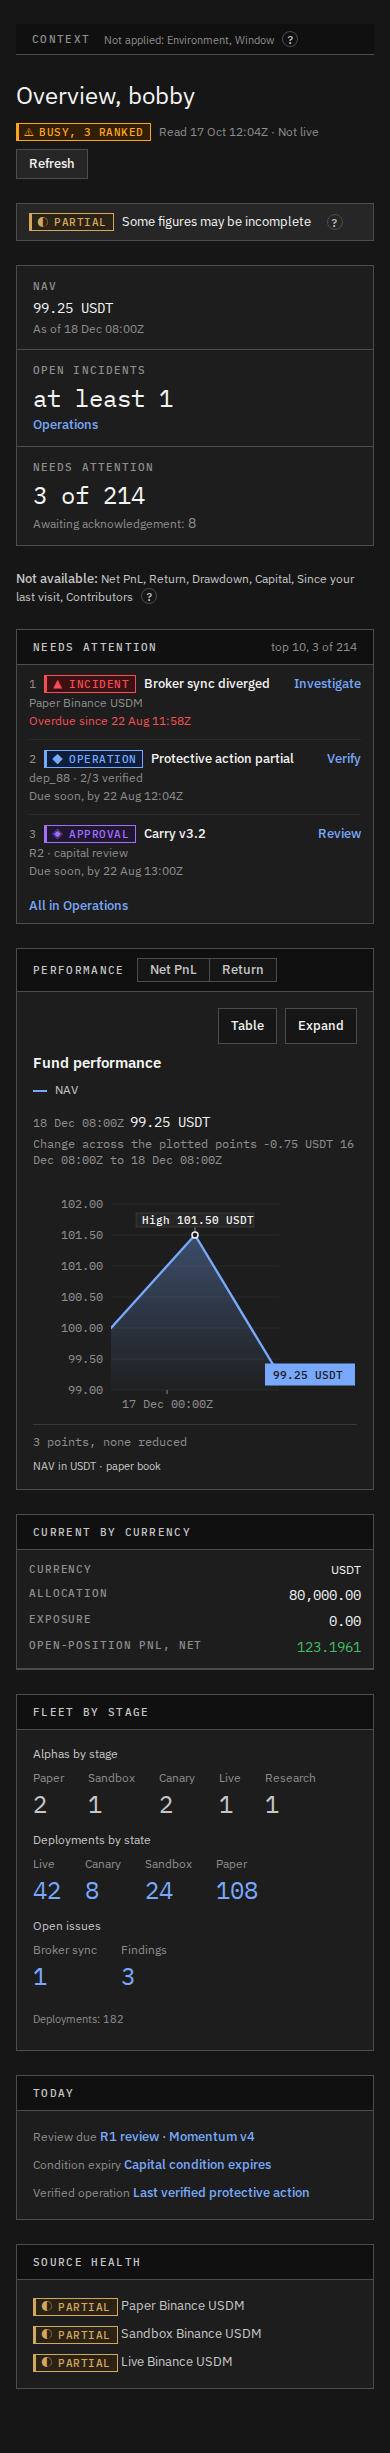 CONTEXT Not applied: Environment, Window ?
Overview, bobby
⚠ BUSY, 3 RANKED Read 17 Oct 12:04Z · Not live
Refresh
PARTIAL Some figures may be incomplete ?
NAV
99.25 USDT
As of 18 Dec 08:00Z
OPEN INCIDENTS
at least 1
Operations
NEEDS ATTENTION
3 of 214
Awaiting acknowledgement: 8
Not available: Net PnL, Return, Drawdown, Capital, Since your
last visit, Contributors ?
NEEDS ATTENTION top 10, 3 of 214
1 INCIDENT Broker sync diverged Investigate
Paper Binance USDM
Overdue since 22 Aug 11:58Z
2 OPERATION Protective action partial Verify
dep_88 · 2/3 verified
Due soon, by 22 Aug 12:04Z
3 APPROVAL Carry v3.2 Review
R2 · capital review
Due soon, by 22 Aug 13:00Z
All in Operations
PERFORMANCE Net PnL Return
Table Expand
Fund performance
NAV
18 Dec 08:00Z 99.25 USDT
Change across the plotted points -0.75 USDT 16
Dec 08:00Z to 18 Dec 08:00Z
102.00
High 101.50 USDT
101.50
101.00
100.50
100.00
99.50
99.25 USDT
99.00
17 Dec 00:00Z
3 points, none reduced
NAV in USDT · paper book
CURRENT BY CURRENCY
CURRENCY USDT
ALLOCATION 80,000.00
EXPOSURE 0.00
OPEN-POSITION PNL, NET 123.1961
FLEET BY STAGE
Alphas by stage
Paper Sandbox Canary Live Research
2 1 2 1 1
Deployments by state
Live Canary Sandbox Paper
42 8 24 108
Open issues
Broker sync Findings
1 3
Deployments: 182
TODAY
Review due R1 review · Momentum v4
Condition expiry Capital condition expires
Verified operation Last verified protective action
SOURCE HEALTH
PARTIAL Paper Binance USDM
PARTIAL Sandbox Binance USDM
PARTIAL Live Binance USDM